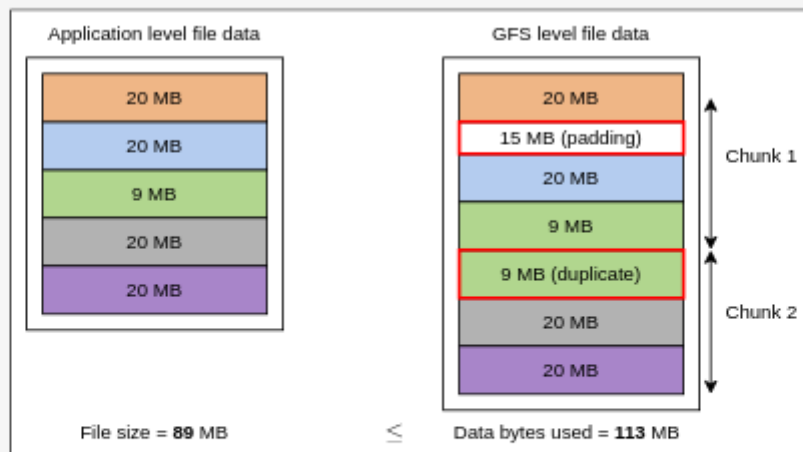 Application level file data
20 MB
20 MB
9 MB
20 MB
20 MB
File size = 89 MB
≤
GFS level file data
20 MB
15 MB (padding)
20 MB
9 MB
9 MB (duplicate)
20 MB
20 MB
Chunk 1
Chunk 2
Data bytes used = 113 MB